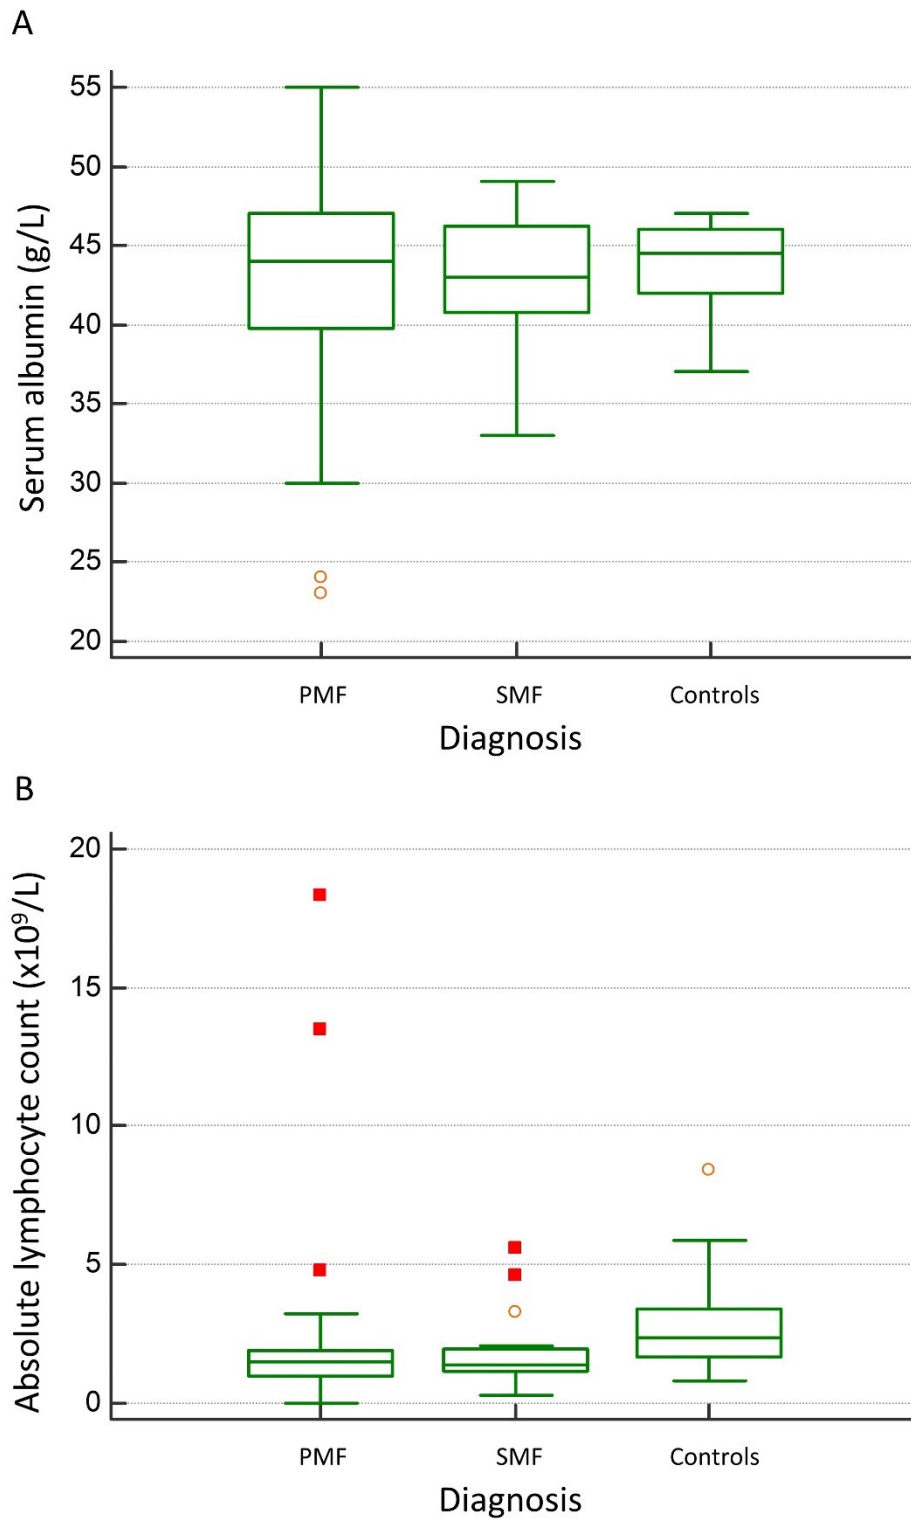 A
Serum albumin (g/L)
55
50
45
40
35
30
25
20
PMF SMF Controls
Diagnosis
B
Absolute lymphocyte count (x10⁹/L)
20
15
10
5
0
PMF SMF Controls
Diagnosis